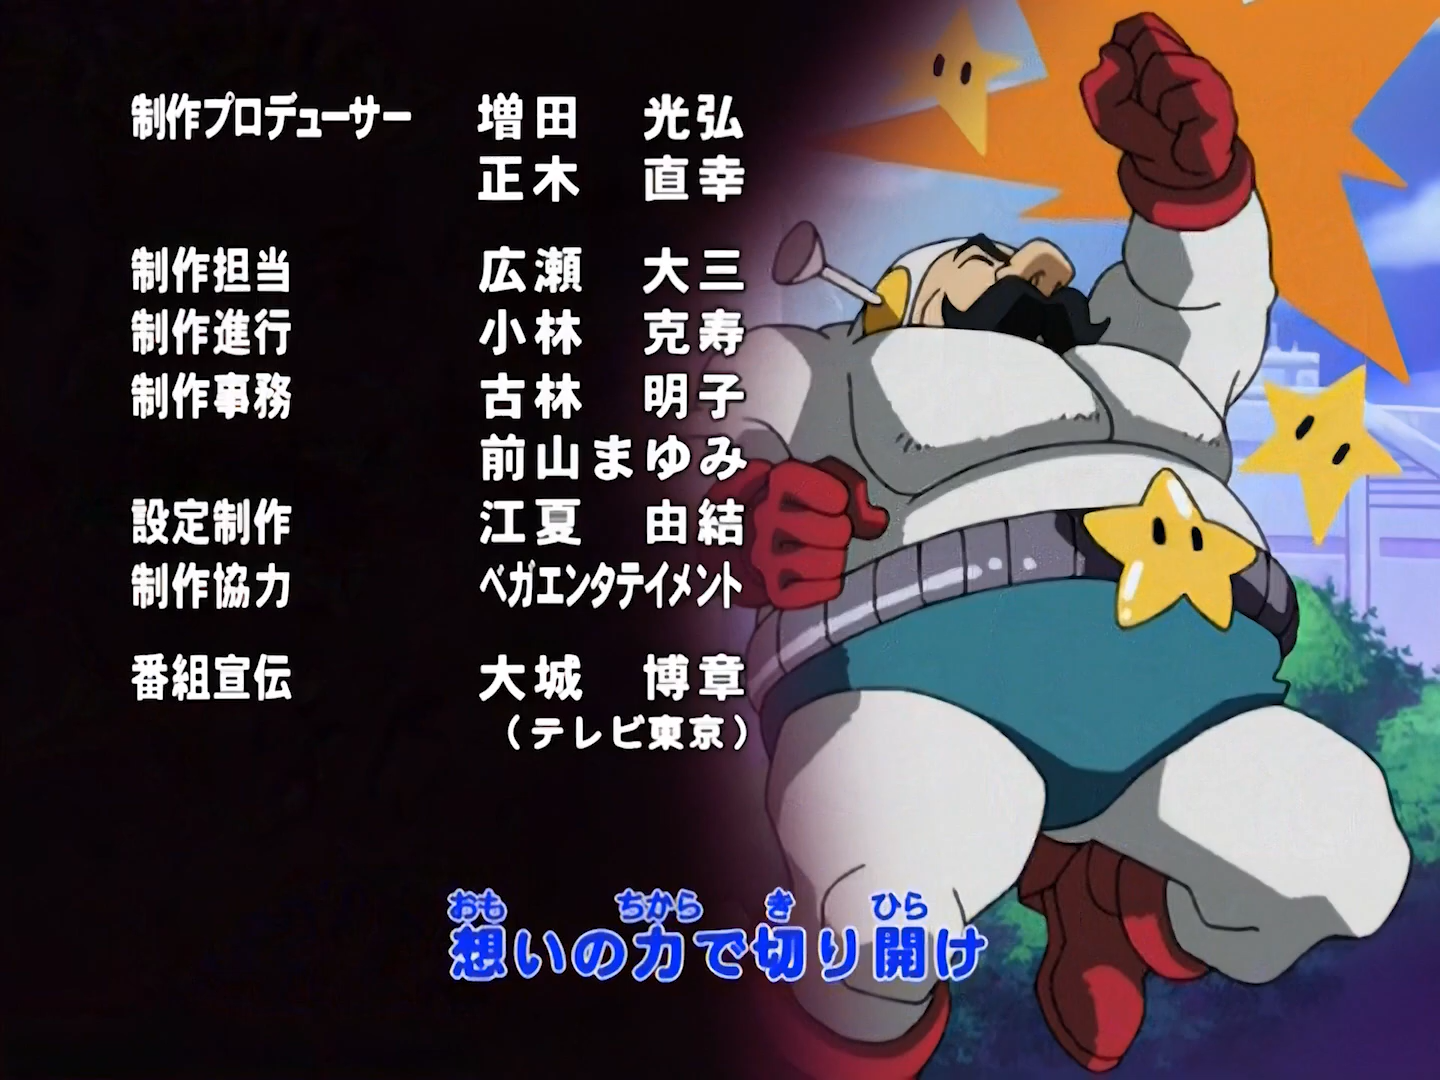 制作プロデューサー 増田 光弘
正木 直幸
制作担当 広瀬 大三
制作進行 小林 克寿
制作事務 古林 明子
前山まゆみ
設定制作 江夏 由結
制作協力 ベガエンタテイメント
番組宣伝 大城 博章
（テレビ東京）
おも ちから き ひら
想いの力で切り開け